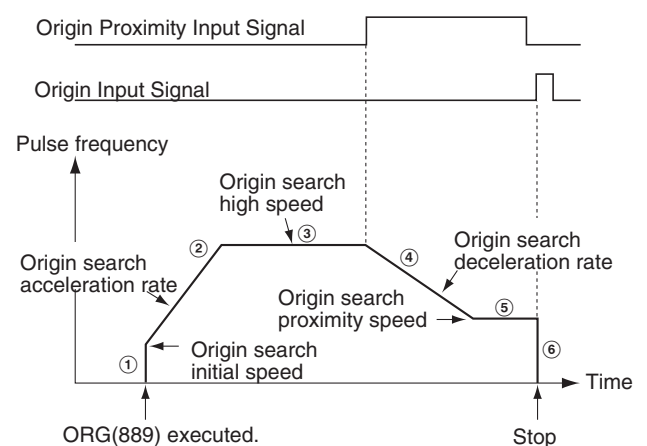 Origin Proximity Input Signal
Origin Input Signal
Pulse frequency
Origin search
high speed
②
③
④
Origin search
acceleration rate
Origin search
deceleration rate
Origin search
proximity speed
⑤
①
Origin search
initial speed
⑥
Time
ORG(889) executed.
Stop